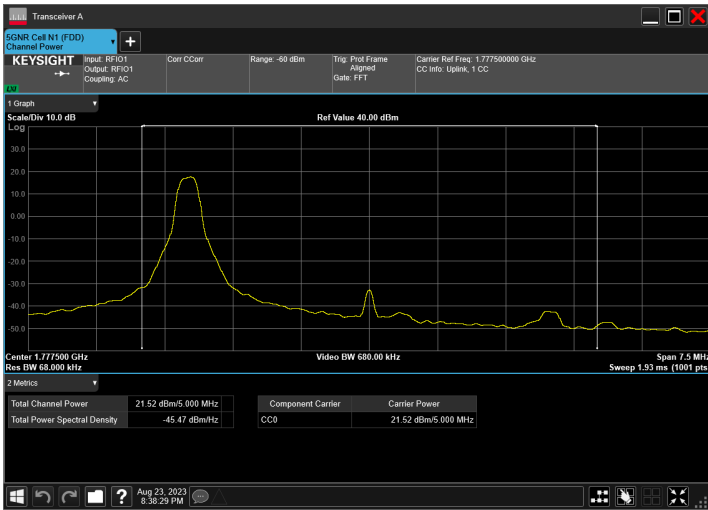 Transceiver A
5GNR Cell N1 (FDD)
Channel Power
KEYSIGHT
LXI
Input: RFIO1
Output: RFIO1
Coupling: AC
Corr CCorr
Range: -60 dBm
Trig: Prot Frame
Aligned
Gate: FFT
Carrier Ref Freq: 1.777500000 GHz
CC Info: Uplink, 1 CC
1 Graph
Scale/Div 10.0 dB
Ref Value 40.00 dBm
Log
30.0
20.0
10.0
0.00
-10.0
-20.0
-30.0
-40.0
-50.0
Center 1.777500 GHz
Video BW 680.00 kHz
Span 7.5 MHz
Res BW 68.000 kHz
Sweep 1.93 ms (1001 pts
2 Metrics
Total Channel Power 21.52 dBm/5.000 MHz
Total Power Spectral Density -45.47 dBm/Hz
Component Carrier Carrier Power
CC0 21.52 dBm/5.000 MHz
Aug 23, 2023
8:38:29 PM